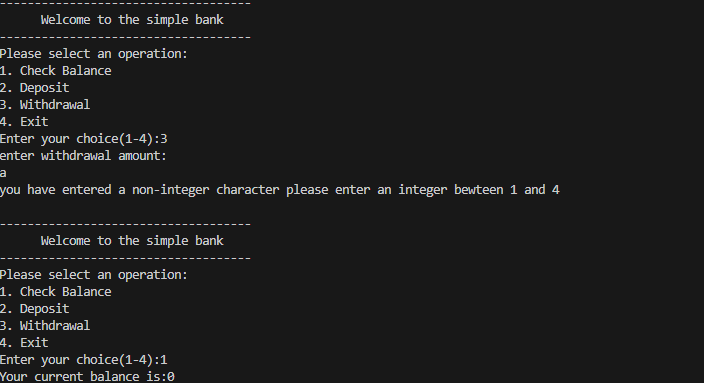 ------------------------------------
Welcome to the simple bank
------------------------------------
Please select an operation:
1. Check Balance
2. Deposit
3. Withdrawal
4. Exit
Enter your choice(1-4):3
enter withdrawal amount:
a
you have entered a non-integer character please enter an integer bewteen 1 and 4
------------------------------------
Welcome to the simple bank
------------------------------------
Please select an operation:
1. Check Balance
2. Deposit
3. Withdrawal
4. Exit
Enter your choice(1-4):1
Your current balance is:0